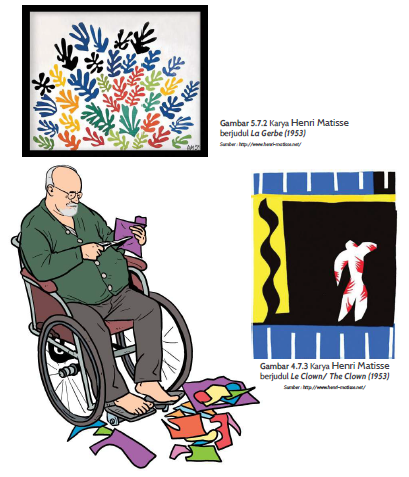 Gambar 5.7.2 Karya Henri Matisse
berjudul La Gerbe (1953)
Sumber : http://www.henri-matisse.net/
Gambar 4.7.3 Karya Henri Matisse
berjudul Le Clown/ The Clown (1953)
Sumber : http://www.henri-matisse.net/